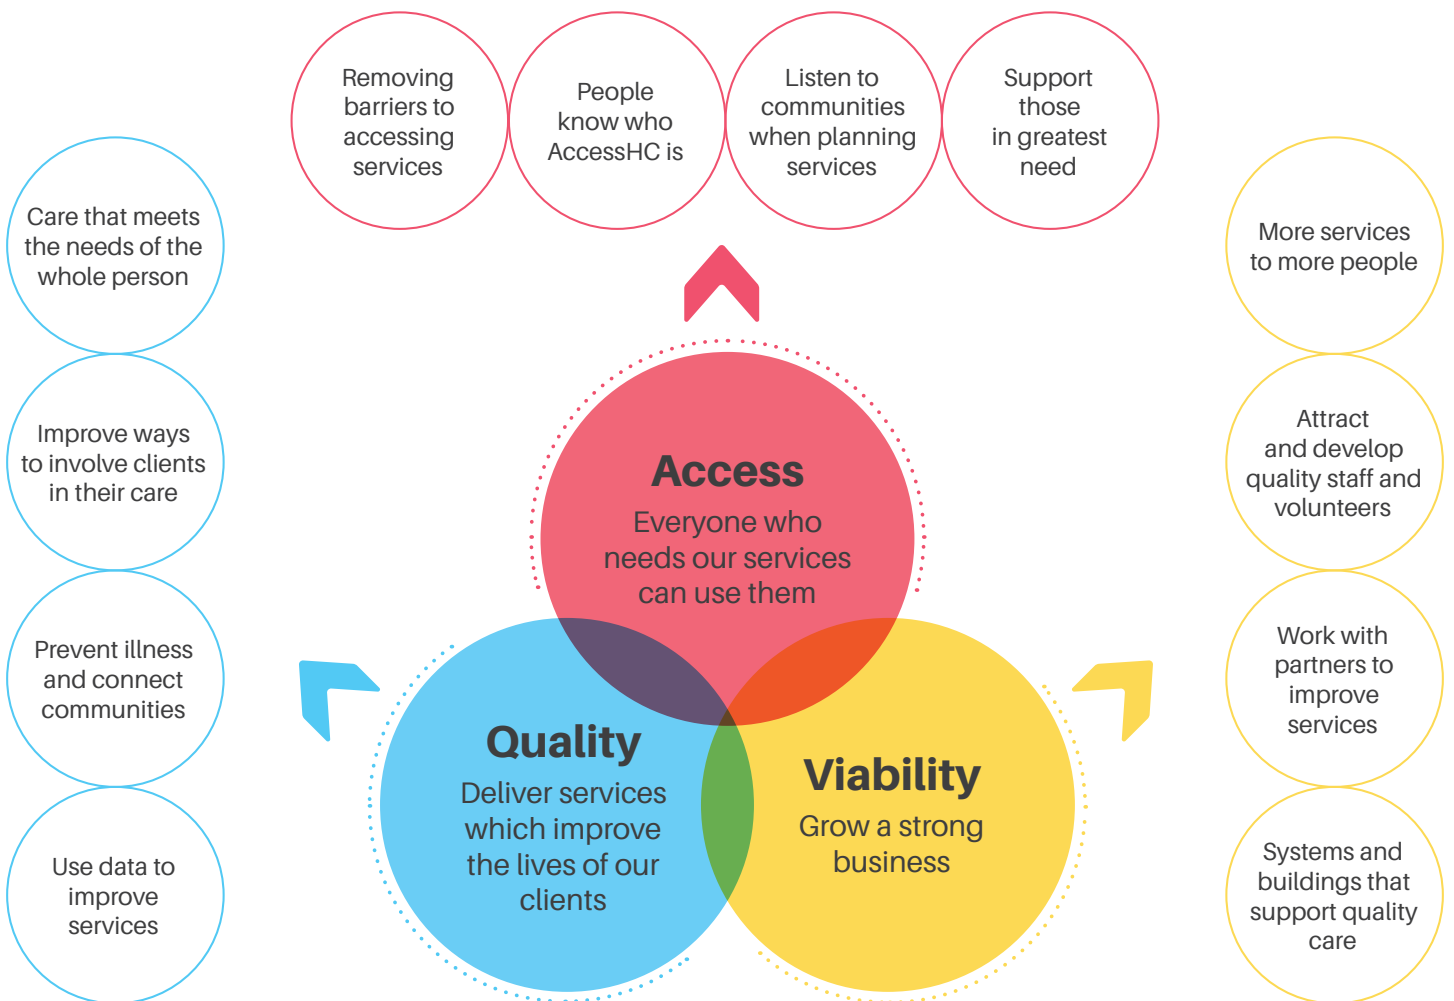 Removing
barriers to
accessing
services
People
know who
AccessHC is
Listen to
communities
when planning
services
Support
those
in greatest
need
Care that meets
the needs of the
whole person
Improve ways
to involve clients
in their care
Prevent illness
and connect
communities
Use data to
improve
services
Access
Everyone who
needs our services
can use them
Quality
Deliver services
which improve
the lives of our
clients
Viability
Grow a strong
business
More services
to more people
Attract
and develop
quality staff and
volunteers
Work with
partners to
improve
services
Systems and
buildings that
support quality
care